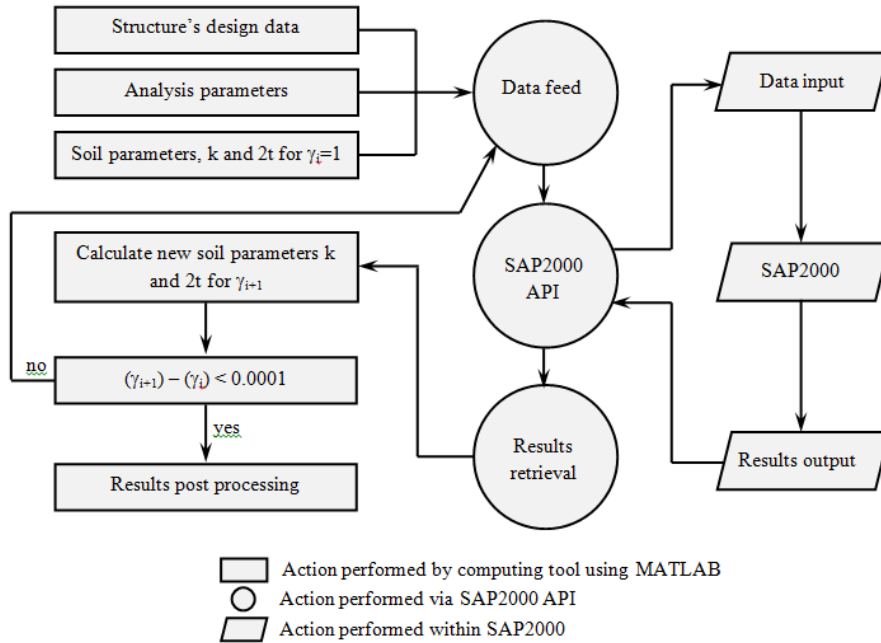 Structure's design data
Analysis parameters
Soil parameters, k and 2t for γi=1
Data feed
Data input
Calculate new soil parameters k
and 2t for γi+1
SAP2000
API
SAP2000
no
(γi+1) – (γi) < 0.0001
yes
Results
retrieval
Results output
Results post processing
Action performed by computing tool using MATLAB
Action performed via SAP2000 API
Action performed within SAP2000